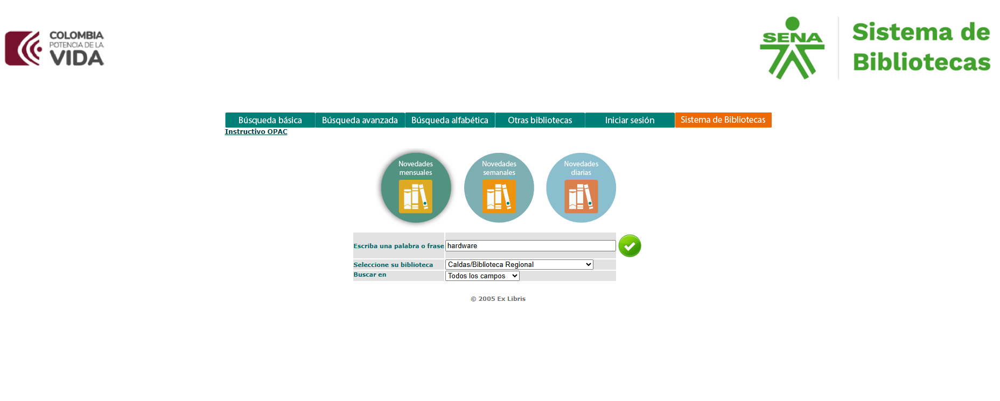 COLOMBIA
POTENCIA DE LA
VIDA
SENA
Sistema de
Bibliotecas
Búsqueda básica
Búsqueda avanzada
Búsqueda alfabética
Otras bibliotecas
Iniciar sesión
Sistema de Bibliotecas
Instructivo OPAC
Novedades
mensuales
Novedades
semanales
Novedades
diarias
Escriba una palabra o frase
hardware
Seleccione su biblioteca
Caldas/Biblioteca Regional
Buscar en
Todos los campos
© 2005 Ex Libris